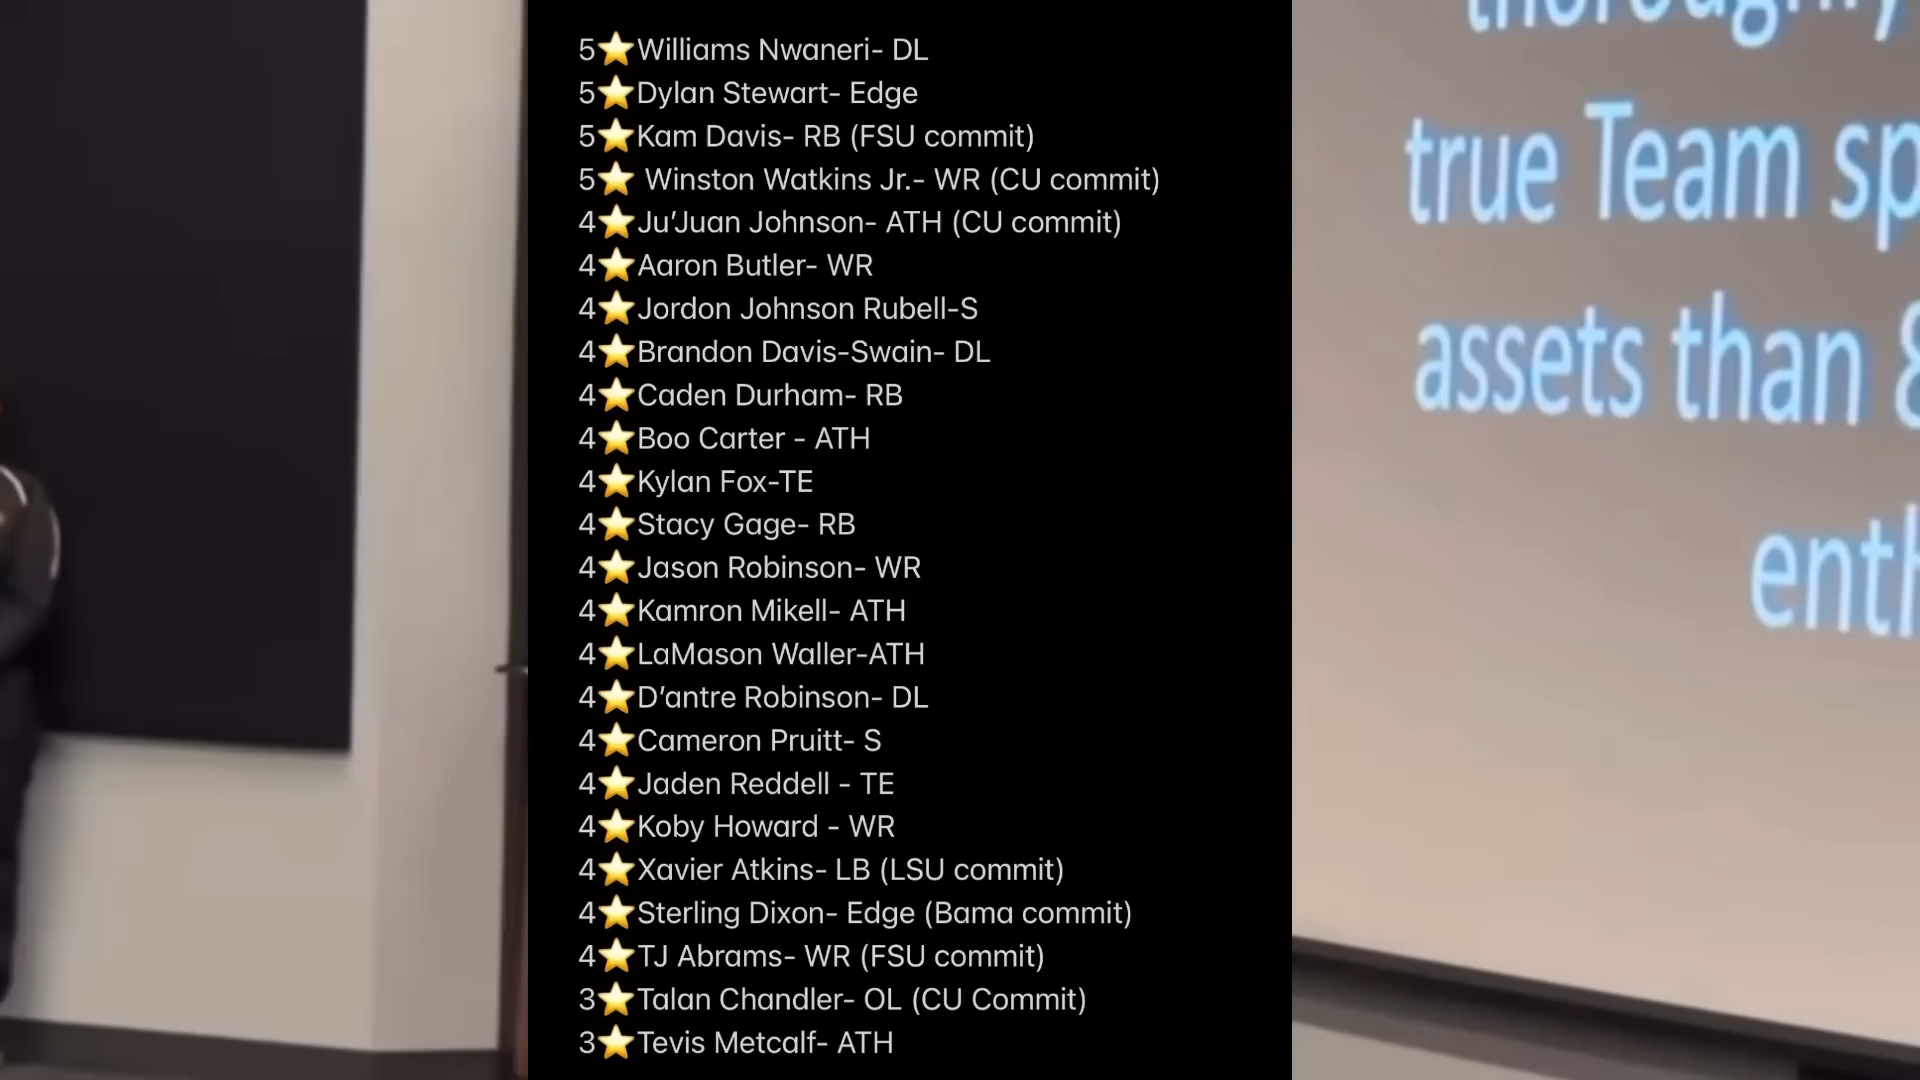 5⭐Williams Nwaneri- DL
5⭐Dylan Stewart- Edge
5⭐Kam Davis- RB (FSU commit)
5⭐ Winston Watkins Jr.- WR (CU commit)
4⭐Ju’Juan Johnson- ATH (CU commit)
4⭐Aaron Butler- WR
4⭐Jordon Johnson Rubell-S
4⭐Brandon Davis-Swain- DL
4⭐Caden Durham- RB
4⭐Boo Carter - ATH
4⭐Kylan Fox-TE
4⭐Stacy Gage- RB
4⭐Jason Robinson- WR
4⭐Kamron Mikell- ATH
4⭐LaMason Waller-ATH
4⭐D’antre Robinson- DL
4⭐Cameron Pruitt- S
4⭐Jaden Reddell - TE
4⭐Koby Howard - WR
4⭐Xavier Atkins- LB (LSU commit)
4⭐Sterling Dixon- Edge (Bama commit)
4⭐TJ Abrams- WR (FSU commit)
3⭐Talan Chandler- OL (CU Commit)
3⭐Tevis Metcalf- ATH
true Team
assets than